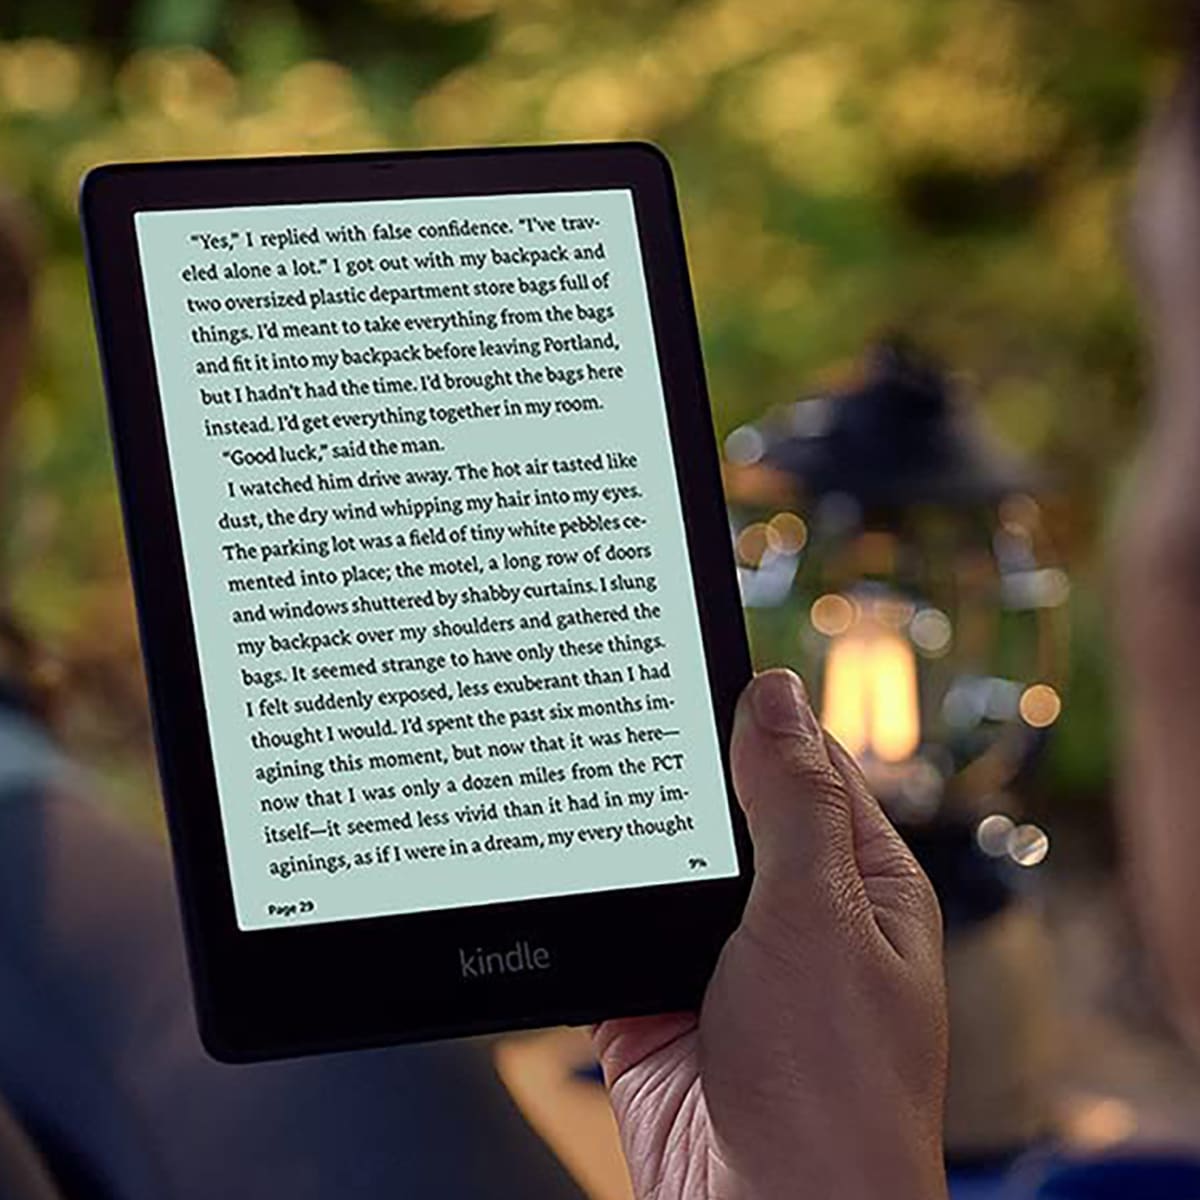 “Yes,” I replied with false confidence. “I’ve trav-
eled alone a lot.” I got out with my backpack and
two oversized plastic department store bags full of
things. I’d meant to take everything from the bags
and fit it into my backpack before leaving Portland,
but I hadn’t had the time. I’d brought the bags here
instead. I’d get everything together in my room.
“Good luck,” said the man.
I watched him drive away. The hot air tasted like
dust, the dry wind whipping my hair into my eyes.
The parking lot was a field of tiny white pebbles ce-
mented into place; the motel, a long row of doors
and windows shuttered by shabby curtains. I slung
my backpack over my shoulders and gathered the
bags. It seemed strange to have only these things.
I felt suddenly exposed, less exuberant than I had
thought I would. I’d spent the past six months im-
agining this moment, but now that it was here—
now that I was only a dozen miles from the PCT
itself—it seemed less vivid than it had in my im-
aginings, as if I were in a dream, my every thought
Page 29 9%
kindle